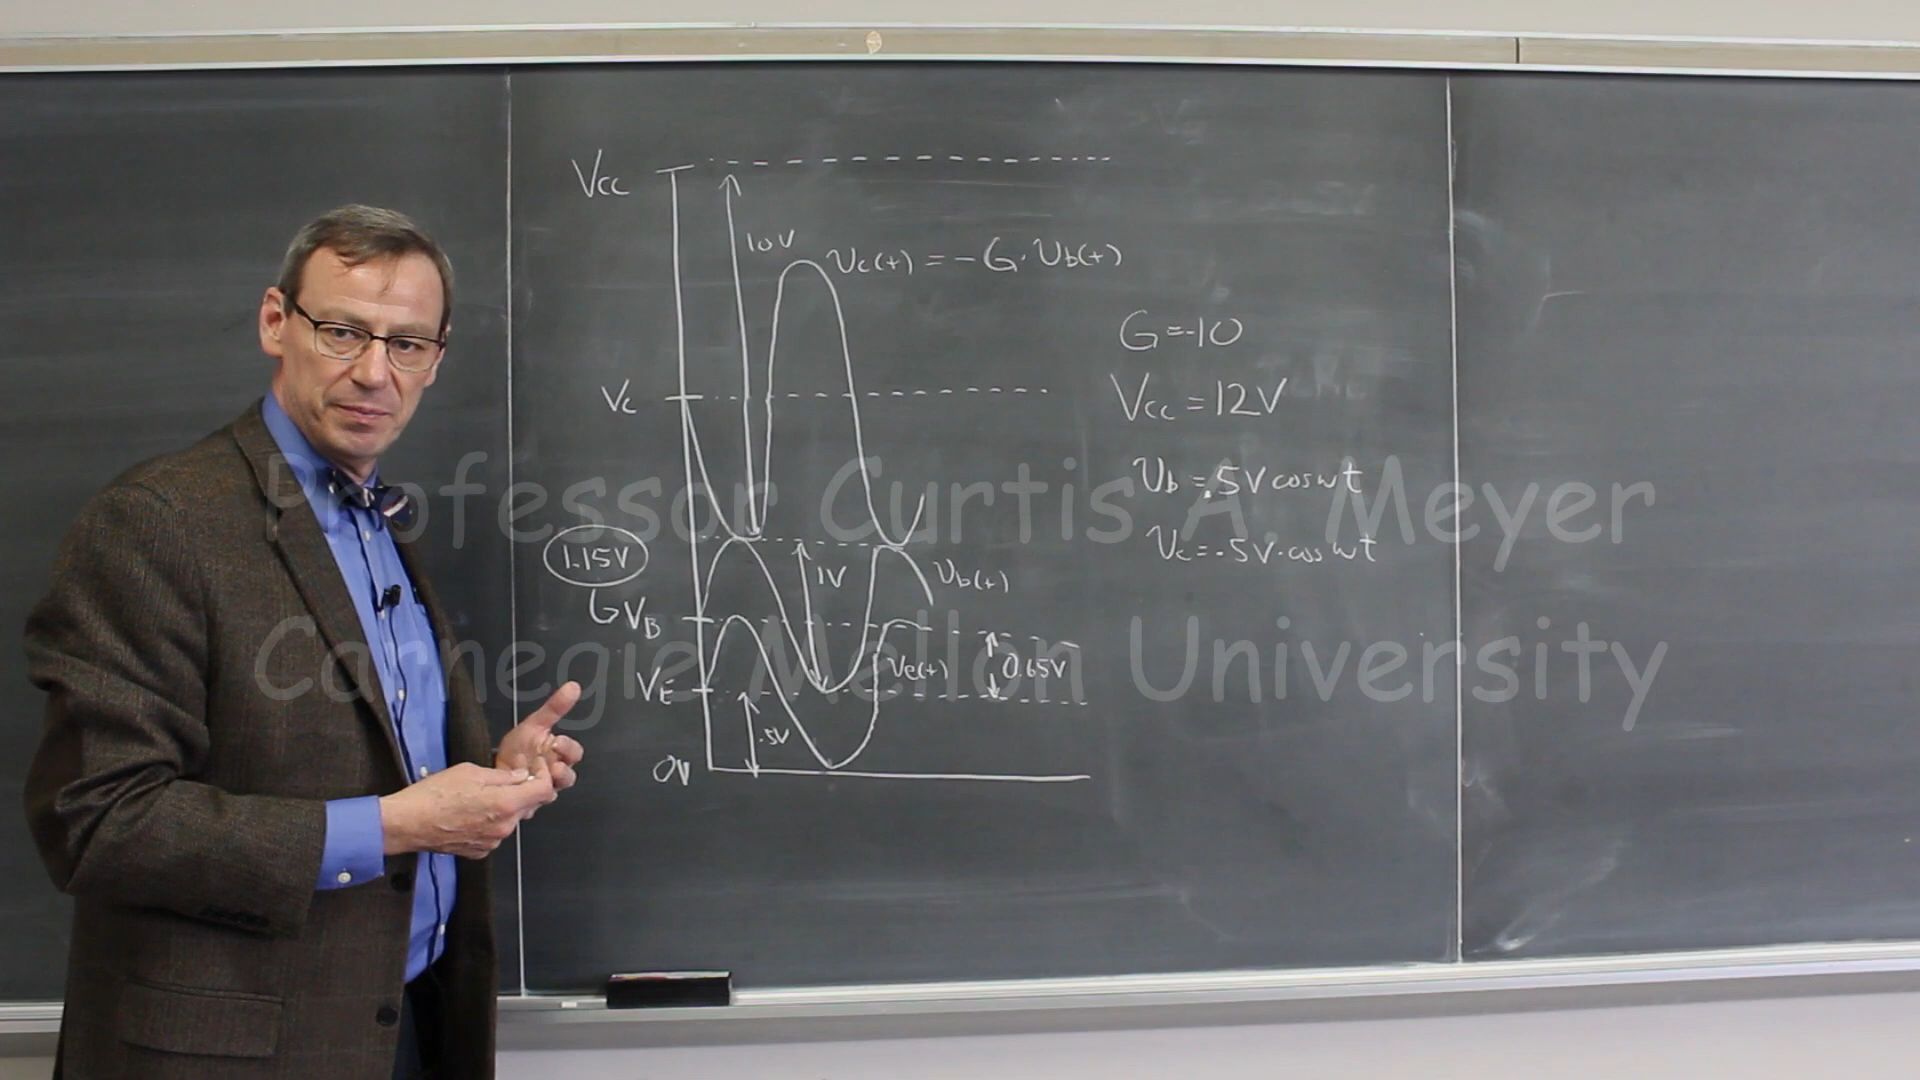 Vcc
10V
Vc(t) = -G·Vb(t)
G=-10
Vc
Vcc = 12V
Vb = .5V cos wt
Professor Curtis A. Meyer
1.15V
1V
Vb(t)
Vc = -5V·cos wt
VB
Carnegie Mellon University
VE
Ve(t)
0.65V
.5V
0V